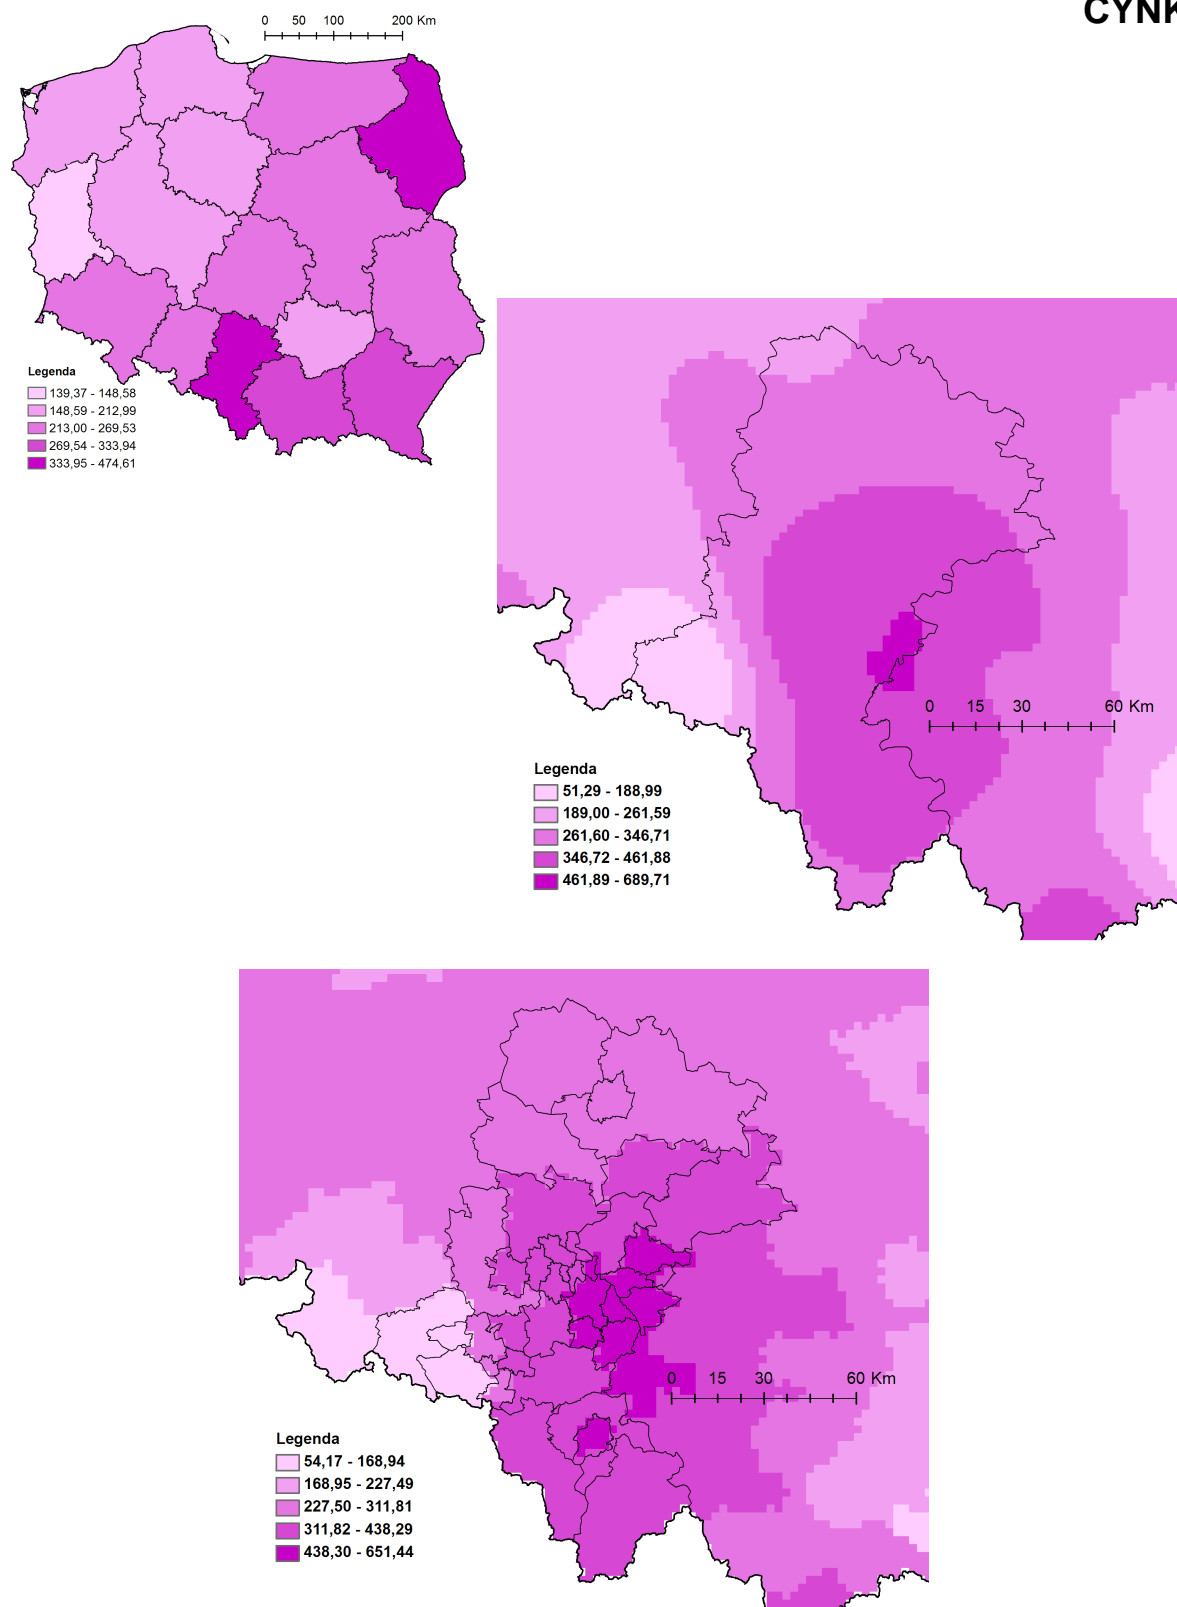 CYNK
0 50 100 200 Km
Legenda
139,37 - 148,58
148,59 - 212,99
213,00 - 269,53
269,54 - 333,94
333,95 - 474,61
0 15 30 60 Km
Legenda
51,29 - 188,99
189,00 - 261,59
261,60 - 346,71
346,72 - 461,88
461,89 - 689,71
0 15 30 60 Km
Legenda
54,17 - 168,94
168,95 - 227,49
227,50 - 311,81
311,82 - 438,29
438,30 - 651,44